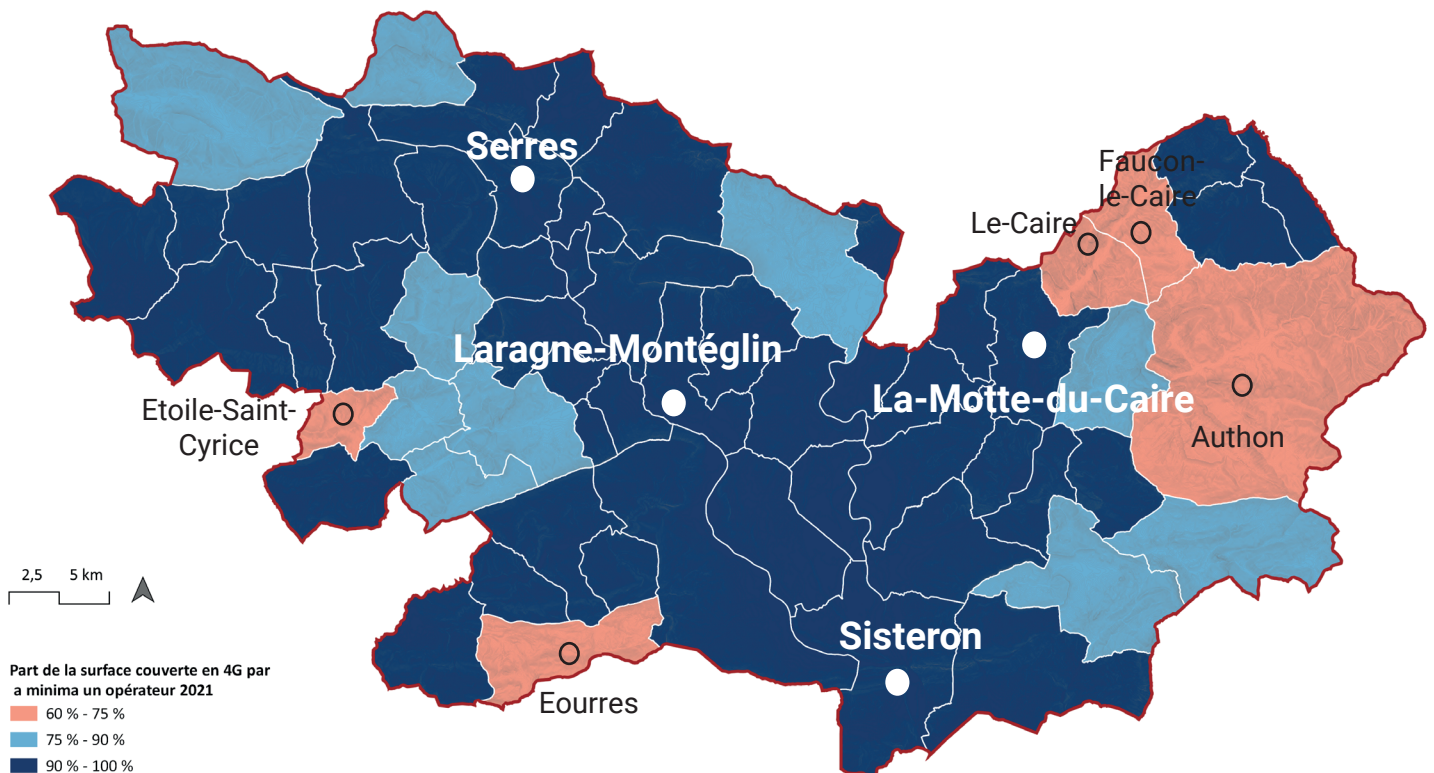 Serres
Faucon-
le-Caire
Le-Caire
Laragne-Montéglin
La-Motte-du-Caire
Etoile-Saint-
Cyrice
Authon
2,5 5 km
Sisteron
Eourres
Part de la surface couverte en 4G par
a minima un opérateur 2021
60 % - 75 %
75 % - 90 %
90 % - 100 %